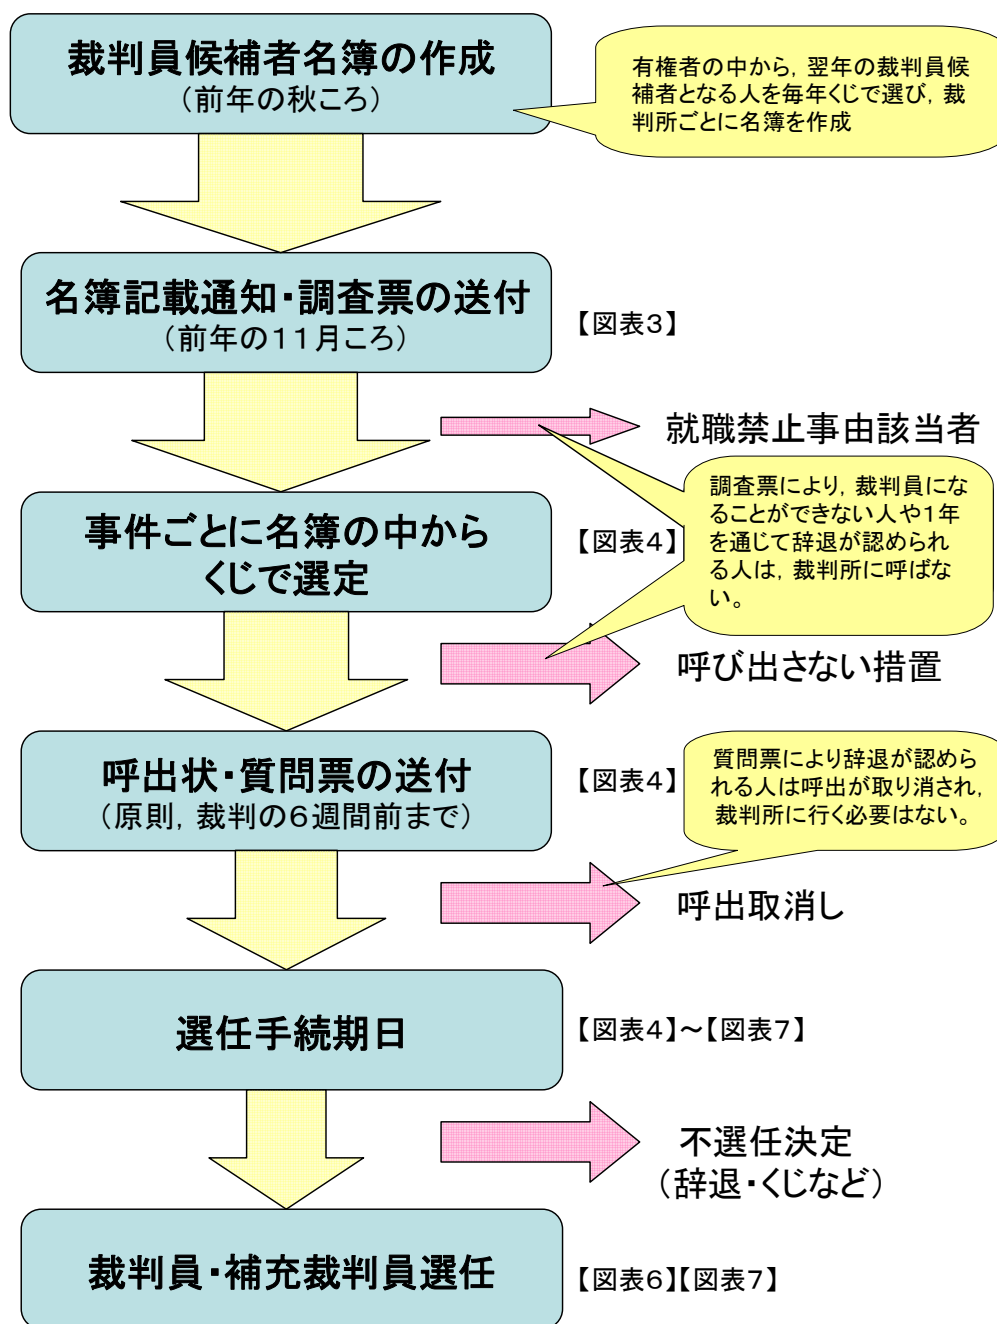 裁判員候補者名簿の作成
（前年の秋ころ）
有権者の中から，翌年の裁判員候
補者となる人を毎年くじで選び，裁
判所ごとに名簿を作成
名簿記載通知・調査票の送付
（前年の１１月ころ）
【図表３】
就職禁止事由該当者
調査票により，裁判員にな
ることができない人や１年
を通じて辞退が認められ
る人は，裁判所に呼ばな
い。
事件ごとに名簿の中から
くじで選定
【図表４】
呼び出さない措置
呼出状・質問票の送付
（原則，裁判の６週間前まで）
【図表４】
質問票により辞退が認めら
れる人は呼出が取り消され，
裁判所に行く必要はない。
呼出取消し
選任手続期日
【図表４】～【図表７】
不選任決定
（辞退・くじなど）
裁判員・補充裁判員選任
【図表６】【図表７】